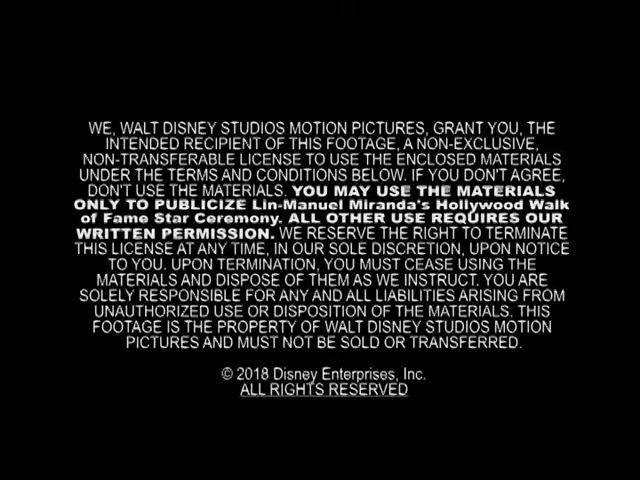 WE, WALT DISNEY STUDIOS MOTION PICTURES, GRANT YOU, THE
INTENDED RECIPIENT OF THIS FOOTAGE, A NON-EXCLUSIVE,
NON-TRANSFERABLE LICENSE TO USE THE ENCLOSED MATERIALS
UNDER THE TERMS AND CONDITIONS BELOW. IF YOU DON'T AGREE,
DON'T USE THE MATERIALS. YOU MAY USE THE MATERIALS
ONLY TO PUBLICIZE Lin-Manuel Miranda's Hollywood Walk
of Fame Star Ceremony. ALL OTHER USE REQUIRES OUR
WRITTEN PERMISSION. WE RESERVE THE RIGHT TO TERMINATE
THIS LICENSE AT ANY TIME, IN OUR SOLE DISCRETION, UPON NOTICE
TO YOU. UPON TERMINATION, YOU MUST CEASE USING THE
MATERIALS AND DISPOSE OF THEM AS WE INSTRUCT. YOU ARE
SOLELY RESPONSIBLE FOR ANY AND ALL LIABILITIES ARISING FROM
UNAUTHORIZED USE OR DISPOSITION OF THE MATERIALS. THIS
FOOTAGE IS THE PROPERTY OF WALT DISNEY STUDIOS MOTION
PICTURES AND MUST NOT BE SOLD OR TRANSFERRED.
© 2018 Disney Enterprises, Inc.
ALL RIGHTS RESERVED